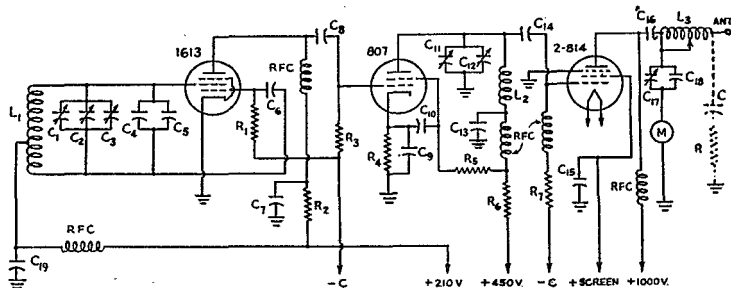 1613
807
2-814
C8
C14
C16
L3
ANT.
RFC
C11
C12
L1
C1
C2
C3
C4
C5
C6
R1
R3
C10
C9
R4
L2
C13
RFC
R5
C17
C18
M
C
R
C7
R2
R6
R7
C15
RFC
RFC
C19
-C
+210V
+450V.
-C
+SCREEN
+1000V.